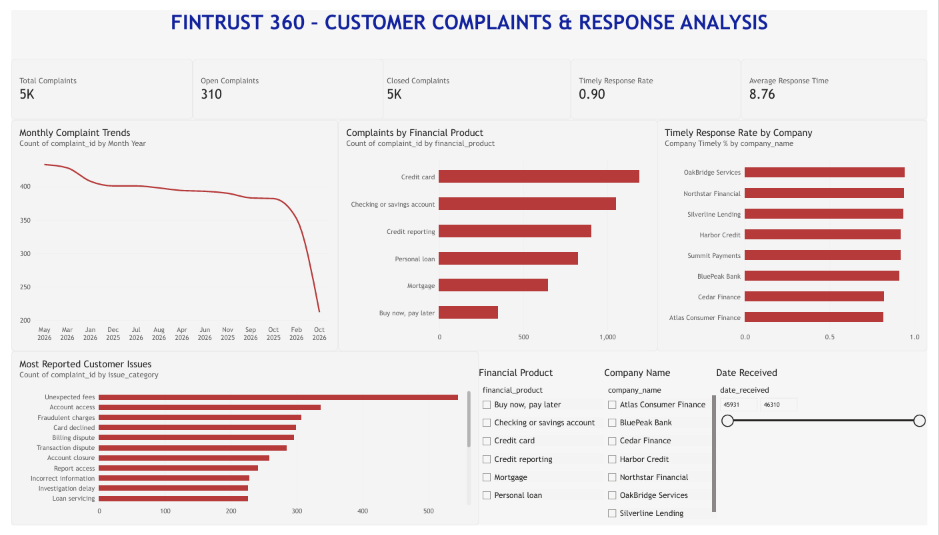 FINTRUST 360 – CUSTOMER COMPLAINTS & RESPONSE ANALYSIS
Total Complaints
5K
Open Complaints
310
Closed Complaints
5K
Timely Response Rate
0.90
Average Response Time
8.76
Monthly Complaint Trends
Count of complaint_id by Month Year
400
350
300
250
200
May 2026
Mar 2026
Jan 2026
Dec 2025
Jul 2026
Aug 2026
Apr 2026
Jun 2026
Nov 2025
Sep 2026
Oct 2025
Feb 2026
Oct 2026
Complaints by Financial Product
Count of complaint_id by financial_product
Credit card
Checking or savings account
Credit reporting
Personal loan
Mortgage
Buy now, pay later
0
500
1,000
Timely Response Rate by Company
Company Timely % by company_name
OakBridge Services
Northstar Financial
Silverline Lending
Harbor Credit
Summit Payments
BluePeak Bank
Cedar Finance
Atlas Consumer Finance
0.0
0.5
1.0
Most Reported Customer Issues
Count of complaint_id by issue_category
Unexpected fees
Account access
Fraudulent charges
Card declined
Billing dispute
Transaction dispute
Account closure
Report access
Incorrect information
Investigation delay
Loan servicing
0
100
200
300
400
500
Financial Product
financial_product
Buy now, pay later
Checking or savings account
Credit card
Credit reporting
Mortgage
Personal loan
Company Name
company_name
Atlas Consumer Finance
BluePeak Bank
Cedar Finance
Harbor Credit
Northstar Financial
OakBridge Services
Silverline Lending
Date Received
date_received
45931
46310